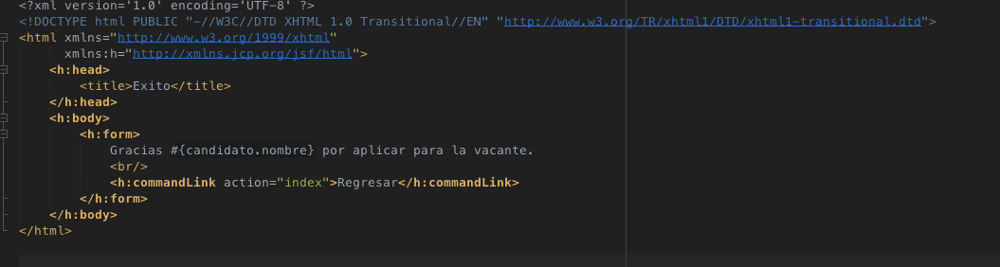 <?xml version='1.0' encoding='UTF-8' ?>
<!DOCTYPE html PUBLIC "-//W3C//DTD XHTML 1.0 Transitional//EN" "http://www.w3.org/TR/xhtml1/DTD/xhtml1-transitional.dtd">
<html xmlns="http://www.w3.org/1999/xhtml"
      xmlns:h="http://xmlns.jcp.org/jsf/html">
    <h:head>
        <title>Exito</title>
    </h:head>
    <h:body>
        <h:form>
            Gracias #{candidato.nombre} por aplicar para la vacante.
            <br/>
            <h:commandLink action="index">Regresar</h:commandLink>
        </h:form>
    </h:body>
</html>